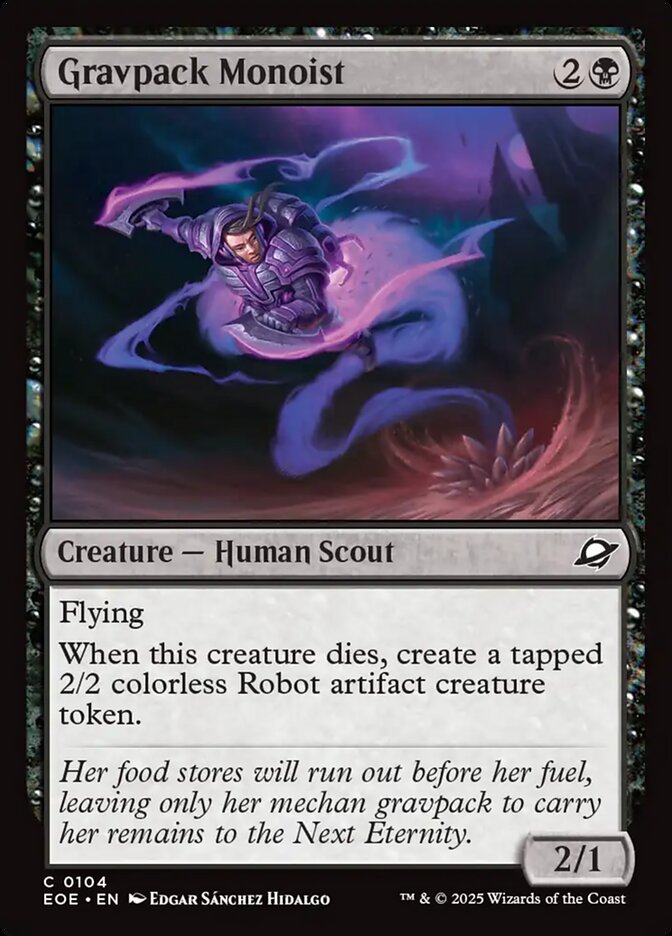 Gravpack Monoist 2
Creature — Human Scout
Flying
When this creature dies, create a tapped
2/2 colorless Robot artifact creature
token.
Her food stores will run out before her fuel,
leaving only her mechan gravpack to carry
her remains to the Next Eternity.
2/1
C 0104
EOE • EN Edgar Sánchez Hidalgo
™ & © 2025 Wizards of the Coast